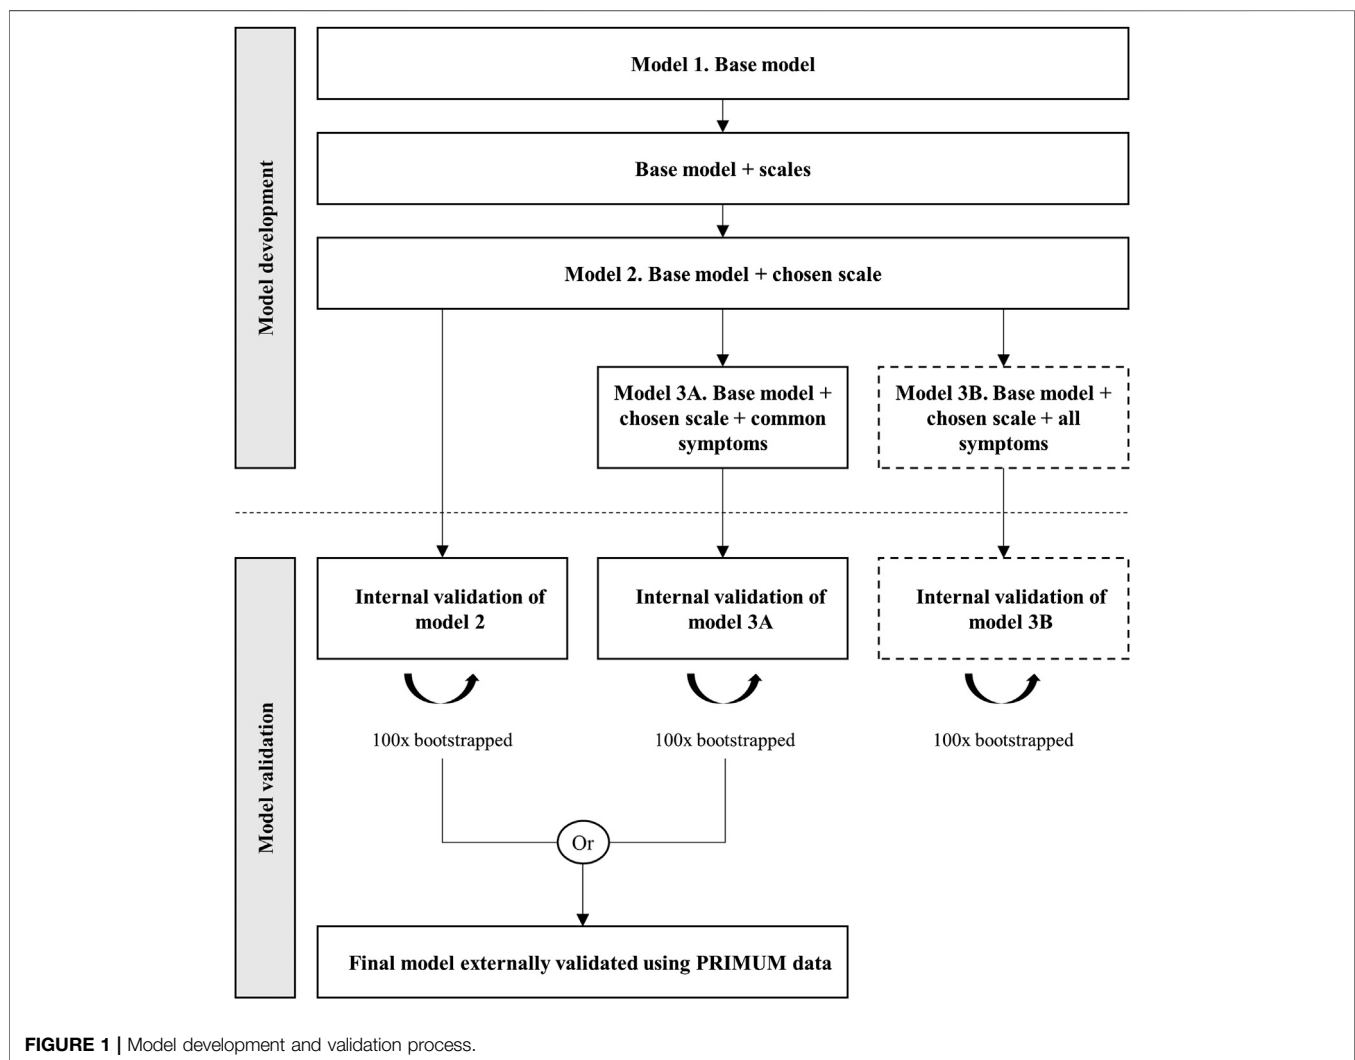 Model development
Model 1. Base model
Base model + scales
Model 2. Base model + chosen scale
Model 3A. Base model +
chosen scale + common
symptoms
Model 3B. Base model +
chosen scale + all
symptoms
Model validation
Internal validation of
model 2
Internal validation of
model 3A
Internal validation of
model 3B
100x bootstrapped
100x bootstrapped
100x bootstrapped
Or
Final model externally validated using PRIMUM data
FIGURE 1 | Model development and validation process.